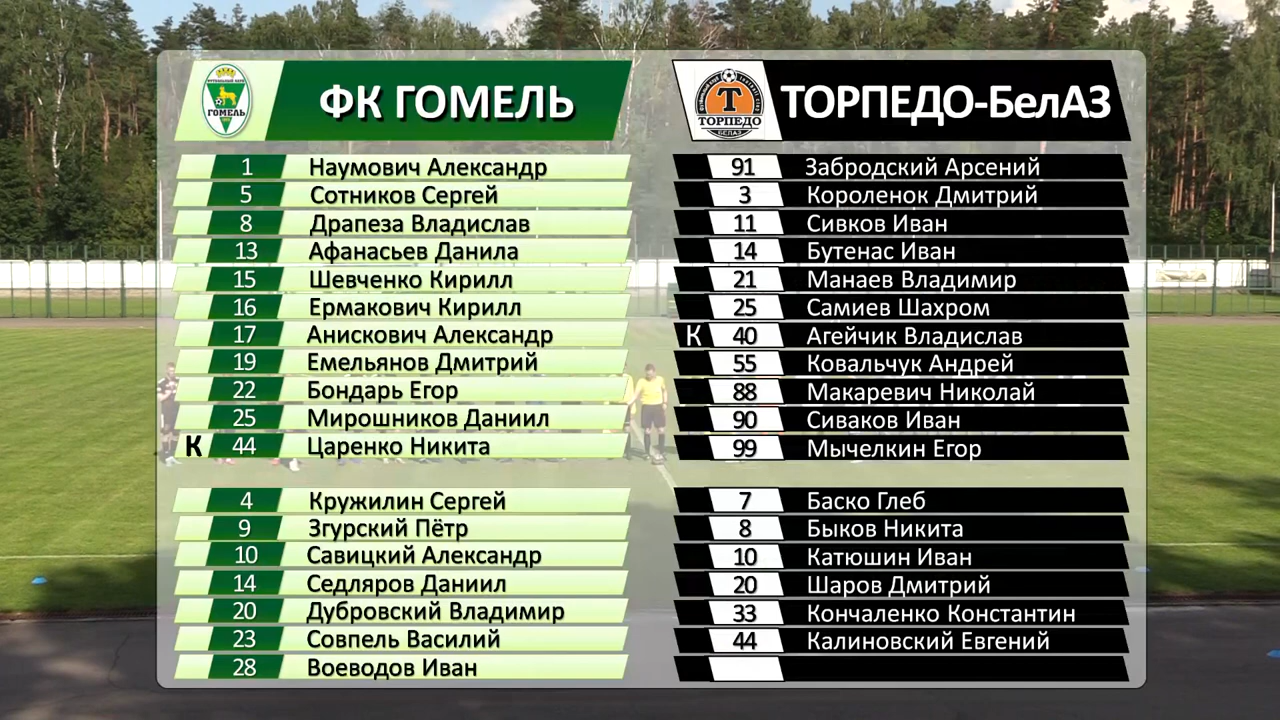 ФК ГОМЕЛЬ
1 Наумович Александр
5 Сотников Сергей
8 Драпеза Владислав
13 Афанасьев Данила
15 Шевченко Кирилл
16 Ермакович Кирилл
17 Анискович Александр
19 Емельянов Дмитрий
22 Бондарь Егор
25 Мирошников Даниил
К 44 Царенко Никита
4 Кружилин Сергей
9 Згурский Пётр
10 Савицкий Александр
14 Седляров Даниил
20 Дубровский Владимир
23 Совпель Василий
28 Воеводов Иван
ТОРПЕДО-БелАЗ
91 Забродский Арсений
3 Короленок Дмитрий
11 Сивков Иван
14 Бутенас Иван
21 Манаев Владимир
25 Самиев Шахром
К 40 Агейчик Владислав
55 Ковальчук Андрей
88 Макаревич Николай
90 Сиваков Иван
99 Мычелкин Егор
7 Баско Глеб
8 Быков Никита
10 Катюшин Иван
20 Шаров Дмитрий
33 Кончаленко Константин
44 Калиновский Евгений
ГОМЕЛЬ
Т
ТОРПЕДО
БЕЛАЗ